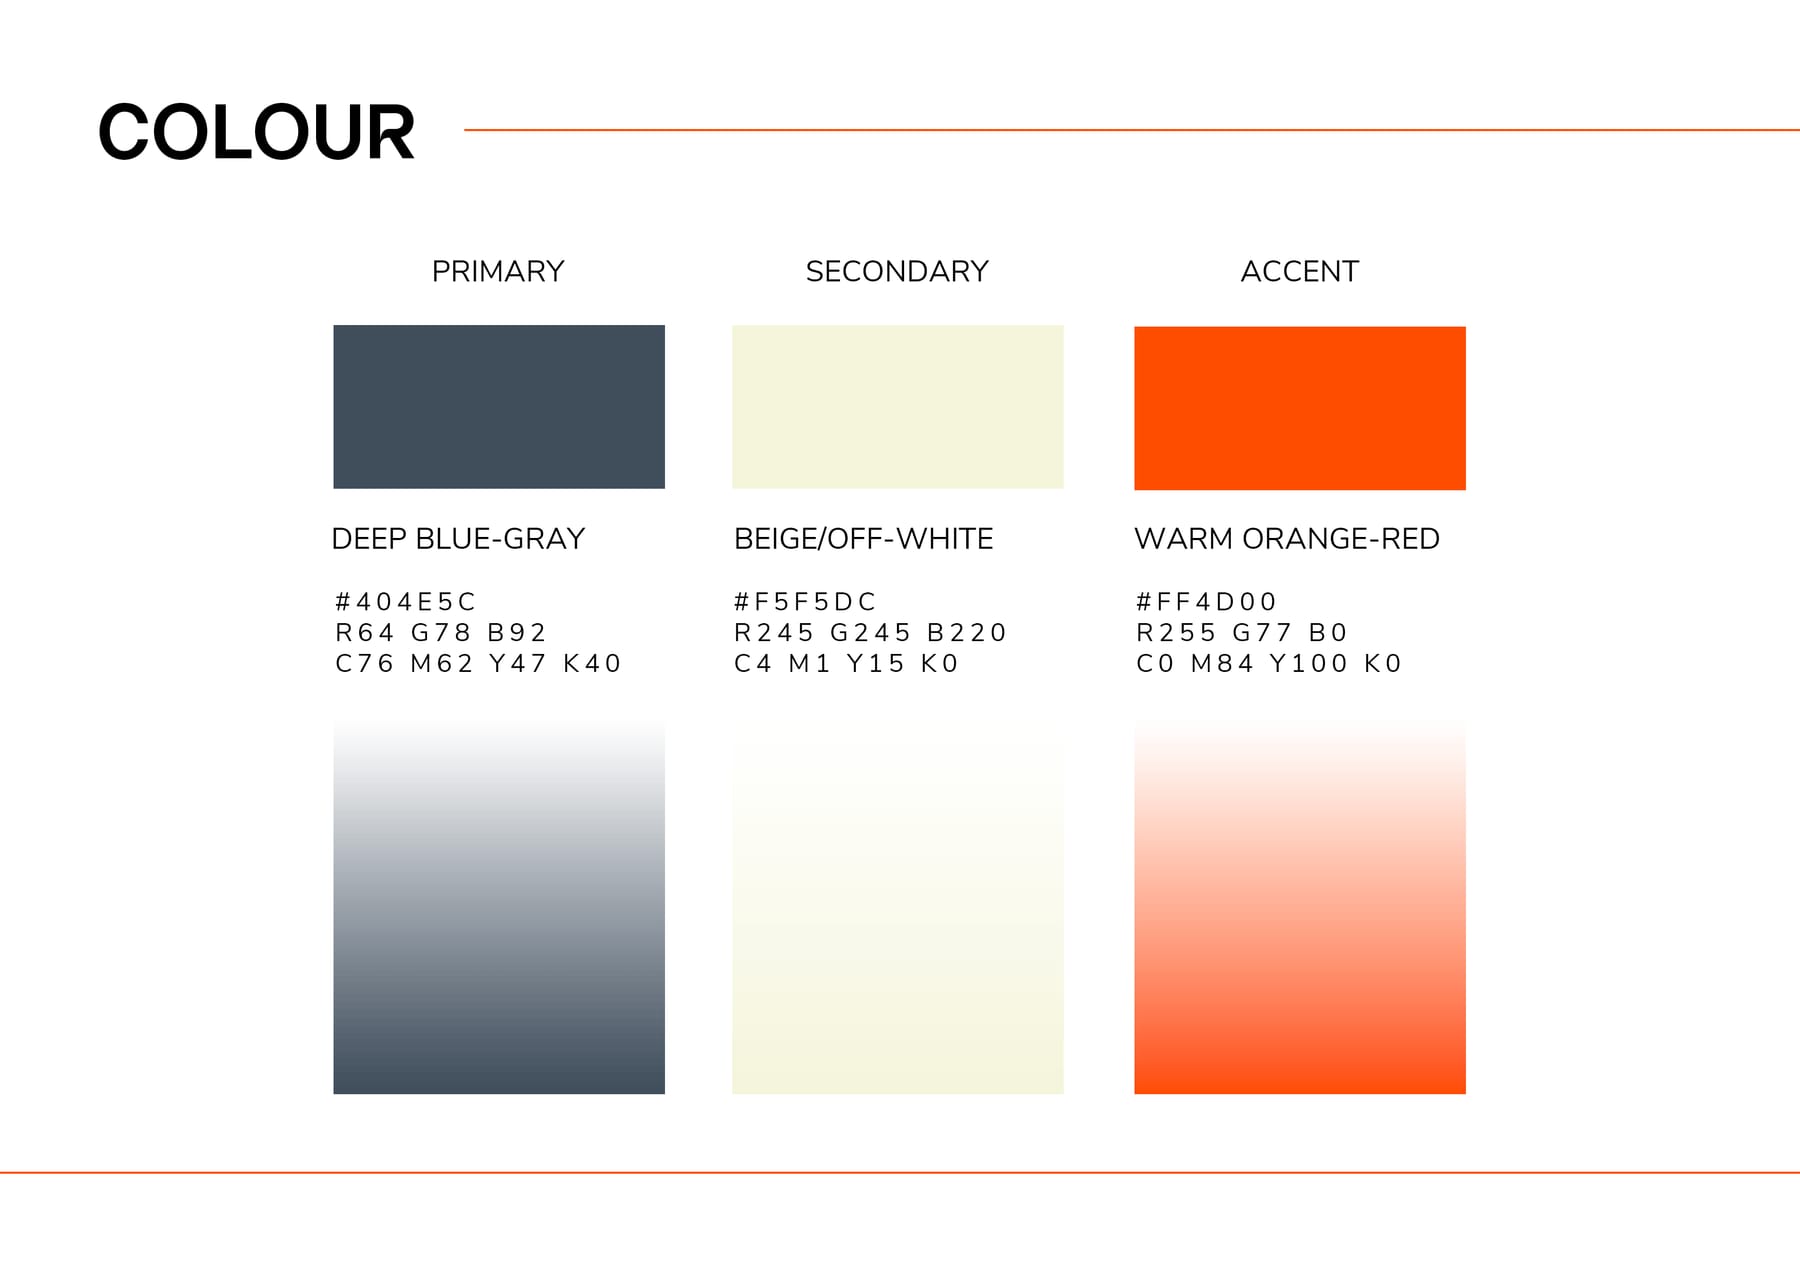 COLOUR
PRIMARY
SECONDARY
ACCENT
DEEP BLUE-GRAY
#404E5C
R64 G78 B92
C76 M62 Y47 K40
BEIGE/OFF-WHITE
#F5F5DC
R245 G245 B220
C4 M1 Y15 K0
WARM ORANGE-RED
#FF4D00
R255 G77 B0
C0 M84 Y100 K0